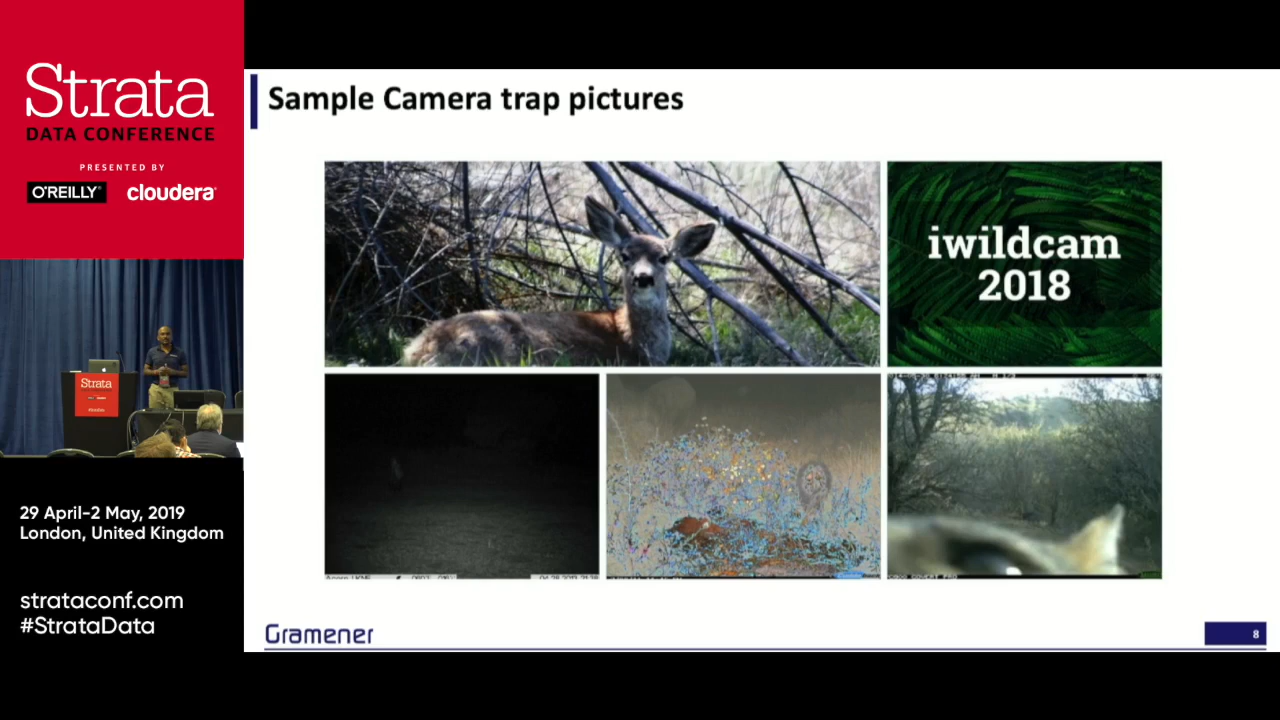 Strata
DATA CONFERENCE
PRESENTED BY
O'REILLY®
cloudera®
Strata
29 April-2 May, 2019
London, United Kingdom
strataconf.com
#StrataData
Sample Camera trap pictures
iwildcam
2018
Gramener
8